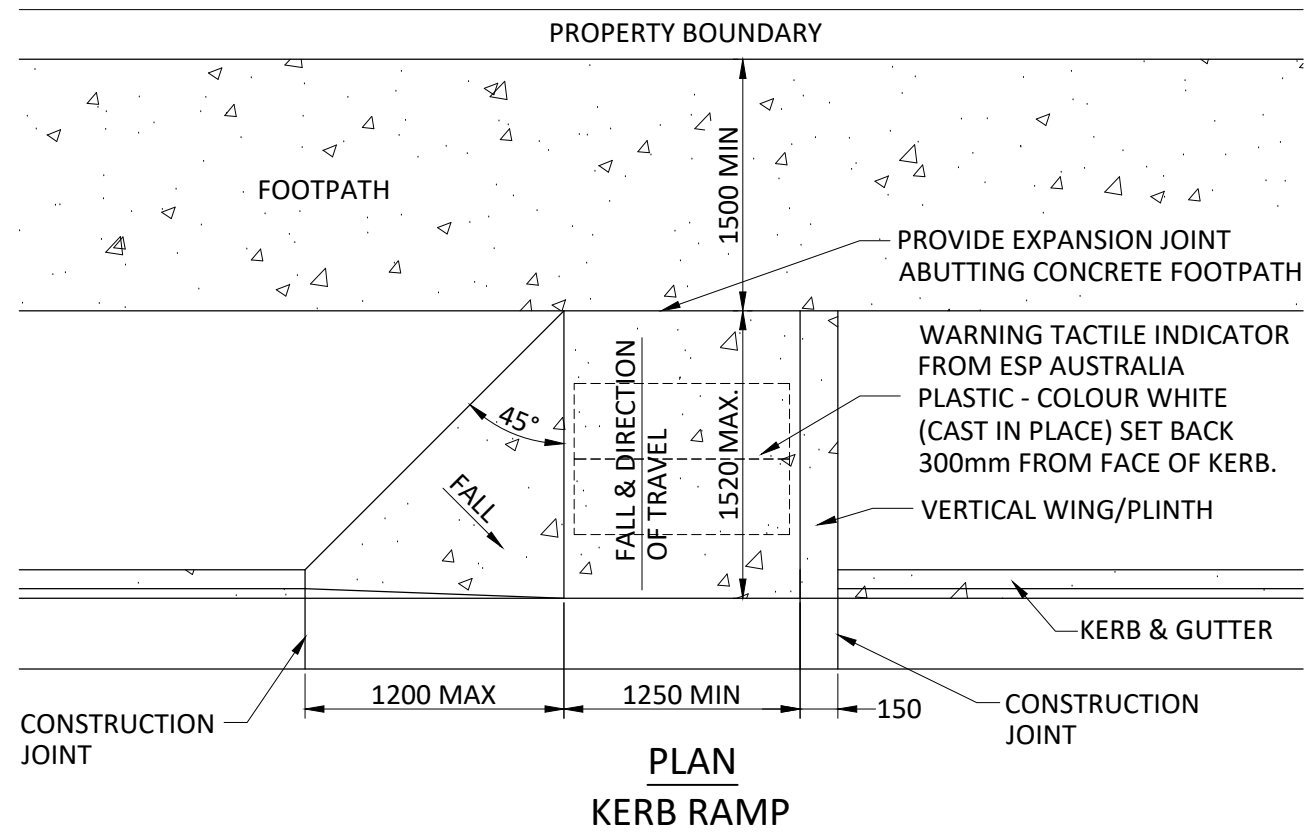 PROPERTY BOUNDARY
FOOTPATH
1500 MIN
PROVIDE EXPANSION JOINT
ABUTTING CONCRETE FOOTPATH
WARNING TACTILE INDICATOR
FROM ESP AUSTRALIA
PLASTIC - COLOUR WHITE
(CAST IN PLACE) SET BACK
300mm FROM FACE OF KERB.
45°
FALL
FALL & DIRECTION
OF TRAVEL
1520 MAX.
VERTICAL WING/PLINTH
KERB & GUTTER
1200 MAX
1250 MIN
150
CONSTRUCTION
JOINT
CONSTRUCTION
JOINT
PLAN
KERB RAMP